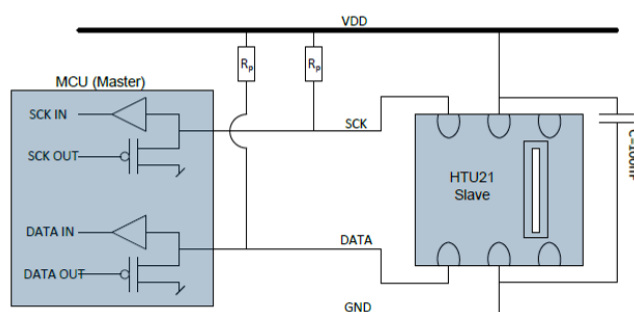 VDD
MCU (Master)
Rp
Rp
SCK IN
SCK
SCK OUT
HTU21
Slave
DATA IN
DATA
DATA OUT
GND